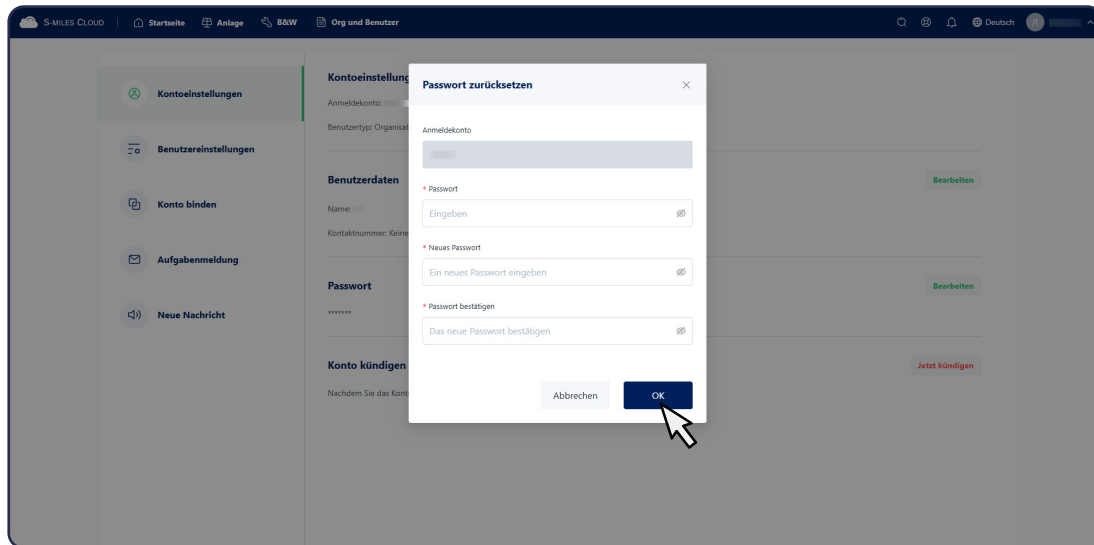 S-MILES CLOUD Startseite Anlage B&W Org und Benutzer Deutsch
Kontoeinstellungen
Benutzereinstellungen
Konto binden
Aufgabenmeldung
Neue Nachricht
Kontoeinstellung
Anmeldekonto:
Benutzertyp: Organisat
Benutzerdaten
Bearbeiten
Name:
Kontaktnummer: Keine
Passwort
Bearbeiten
*******
Konto kündigen
Jetzt kündigen
Nachdem Sie das Kont
Passwort zurücksetzen
Anmeldekonto
* Passwort
Eingeben
* Neues Passwort
Ein neues Passwort eingeben
* Passwort bestätigen
Das neue Passwort bestätigen
Abbrechen
OK